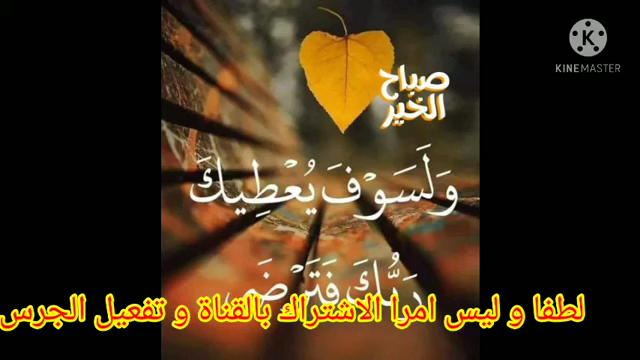 KINEMASTER
صباح
الخير
وَلَسَوْفَ يُعْطِيكَ
رَبُّكَ فَتَرْضَى
لطفا و ليس امرا الاشتراك بالقناة و تفعيل الجرس